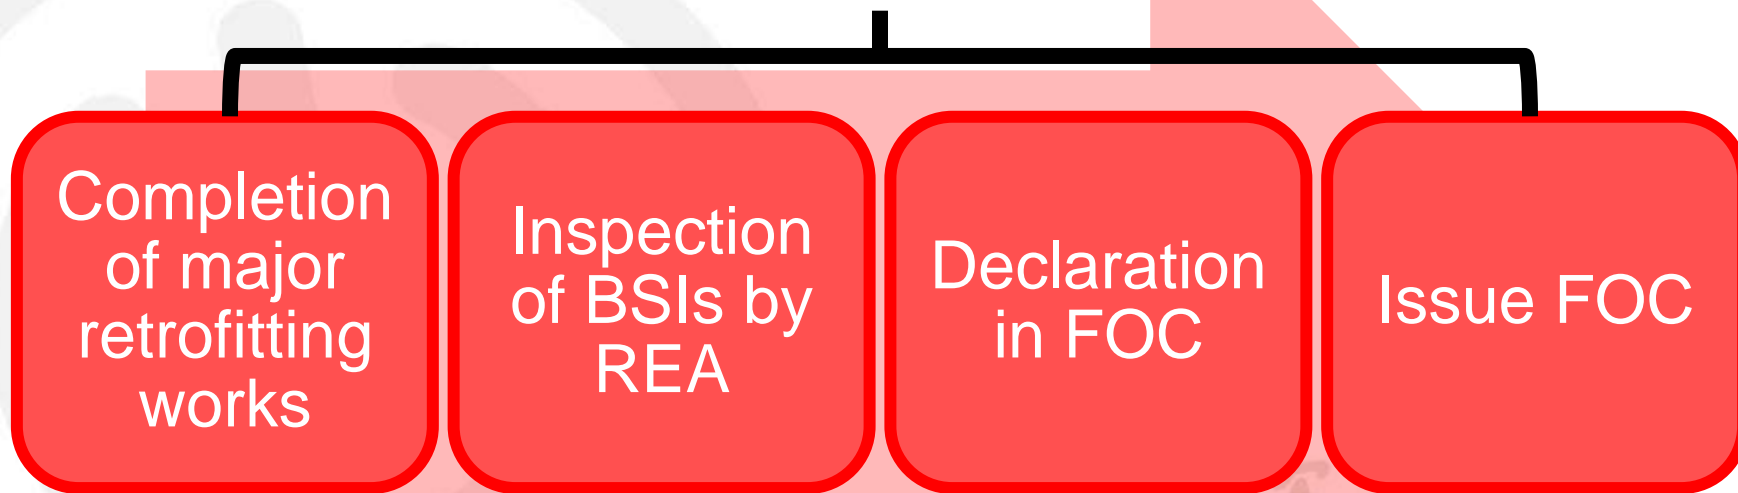 Completion
of major
retrofitting
works
Inspection
of BSIs by
REA
Declaration
in FOC
Issue FOC